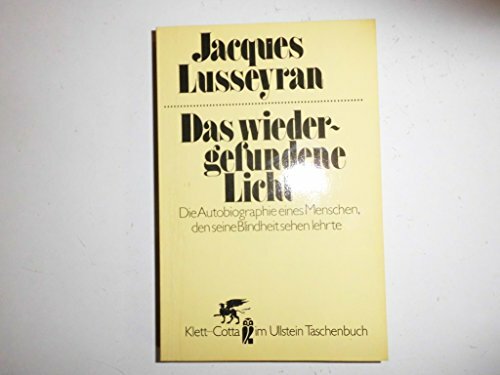 Jacques
Lusseyran
Das wieder-
gefundene
Licht
Die Autobiographie eines Menschen,
den seine Blindheit sehen lehrte
Klett-Cotta im Ullstein Taschenbuch